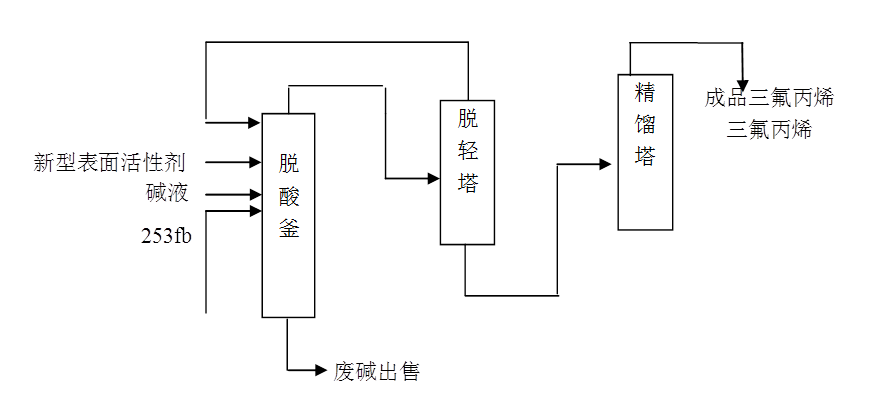 新型表面活性剂
碱液
253fb
脱酸釜
废碱出售
脱轻塔
精馏塔
成品三氟丙烯
三氟丙烯